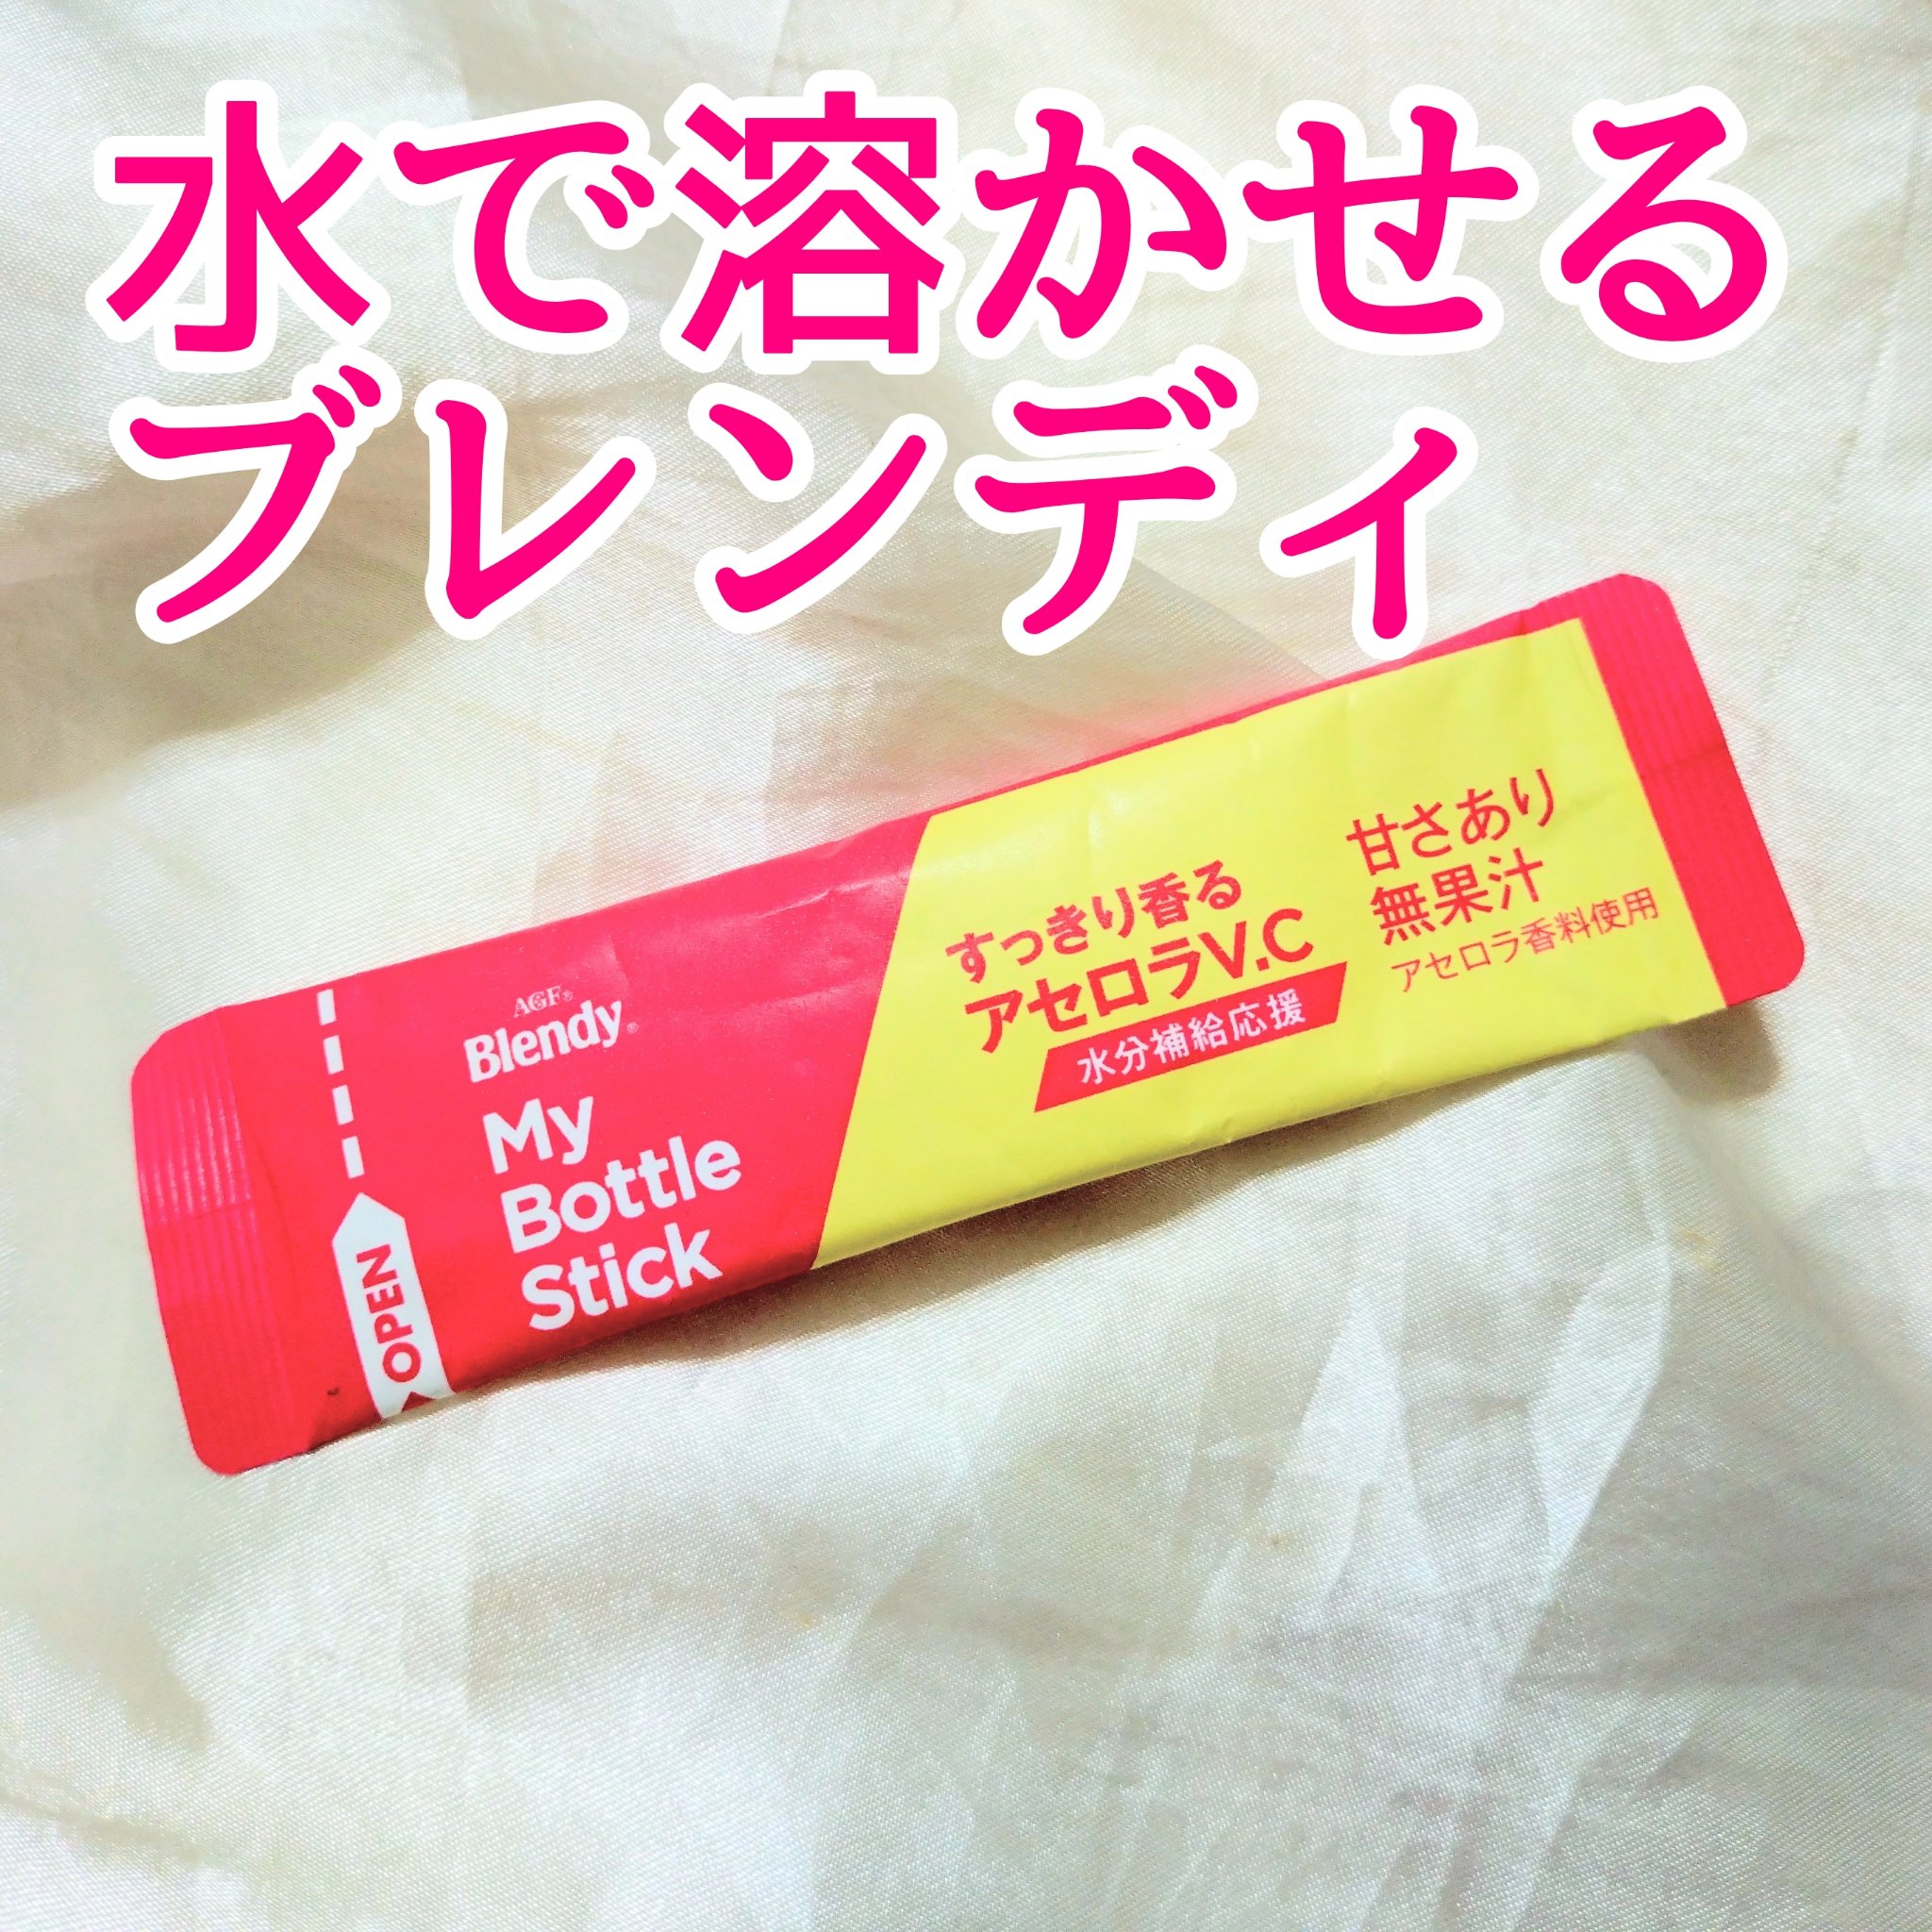 水で溶かせる
ブレンディ
AGF®
Blendy®
My
Bottle
Stick
OPEN
すっきり香る
アセロラV.C
水分補給応援
甘さあり
無果汁
アセロラ香料使用